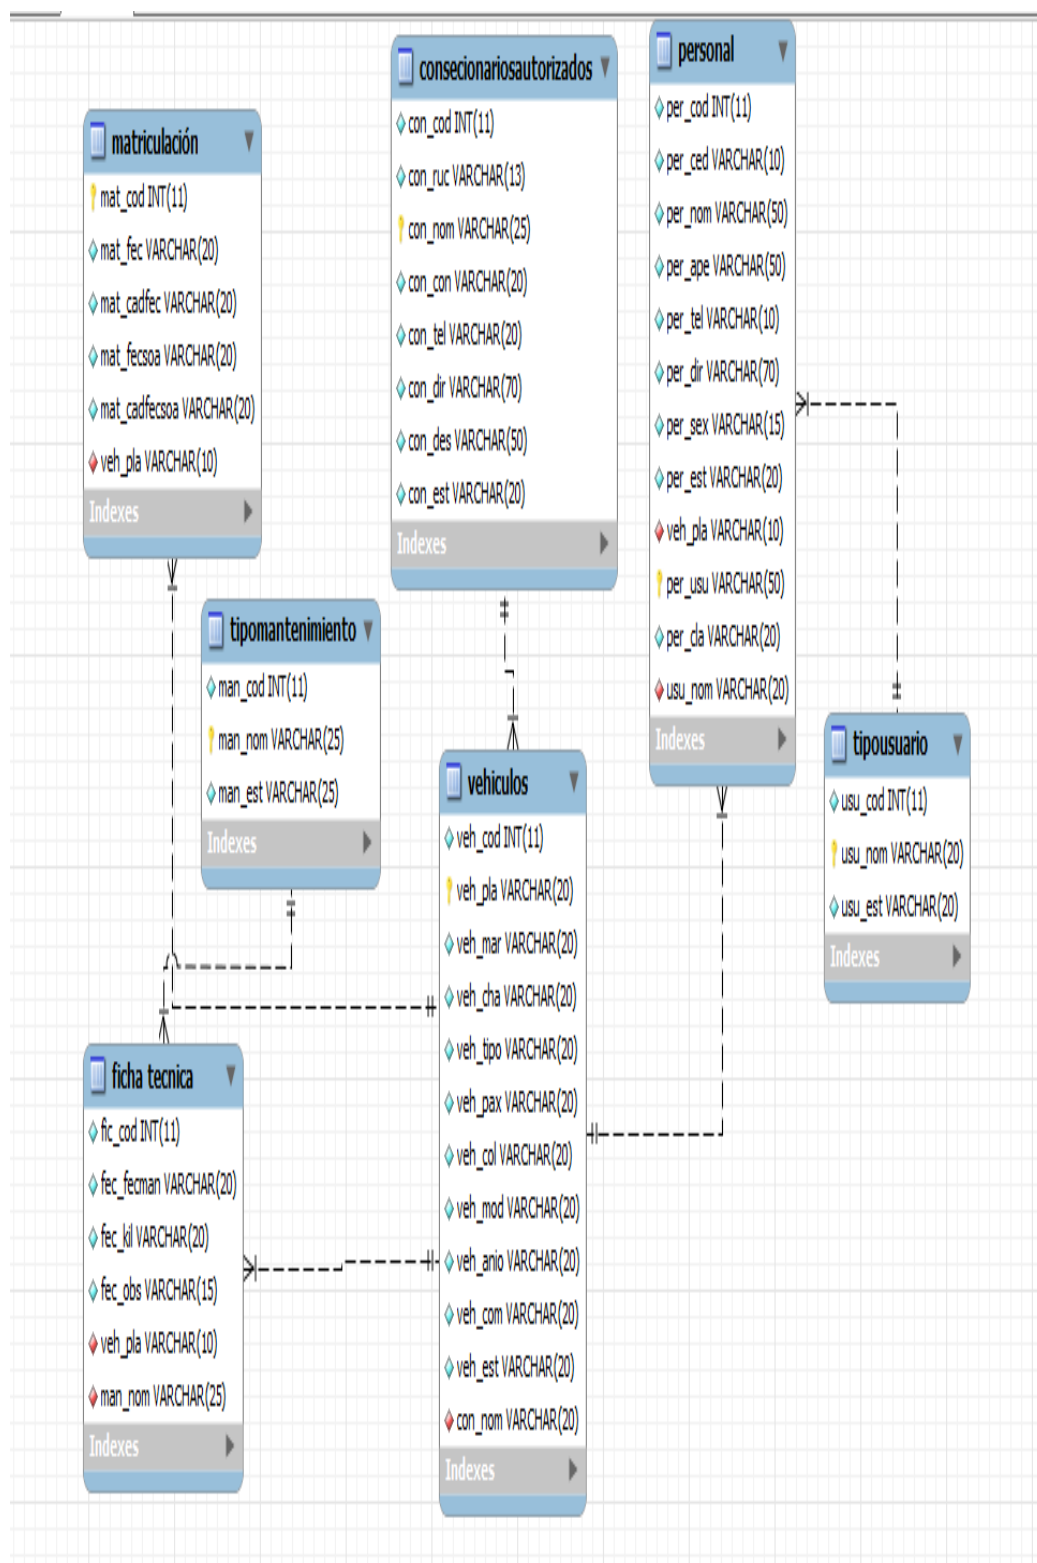 matriculación
mat_cod INT(11)
mat_fec VARCHAR(20)
mat_cadfec VARCHAR(20)
mat_fecsoa VARCHAR(20)
mat_cadfecsoa VARCHAR(20)
veh_pla VARCHAR(10)
Indexes
consecionariosautorizados
con_cod INT(11)
con_ruc VARCHAR(13)
con_nom VARCHAR(25)
con_con VARCHAR(20)
con_tel VARCHAR(20)
con_dir VARCHAR(70)
con_des VARCHAR(50)
con_est VARCHAR(20)
Indexes
personal
per_cod INT(11)
per_ced VARCHAR(10)
per_nom VARCHAR(50)
per_ape VARCHAR(50)
per_tel VARCHAR(10)
per_dir VARCHAR(70)
per_sex VARCHAR(15)
per_est VARCHAR(20)
veh_pla VARCHAR(10)
per_usu VARCHAR(50)
per_cla VARCHAR(20)
usu_nom VARCHAR(20)
Indexes
tipomantenimiento
man_cod INT(11)
man_nom VARCHAR(25)
man_est VARCHAR(25)
Indexes
vehiculos
veh_cod INT(11)
veh_pla VARCHAR(20)
veh_mar VARCHAR(20)
veh_cha VARCHAR(20)
veh_tipo VARCHAR(20)
veh_pax VARCHAR(20)
veh_col VARCHAR(20)
veh_mod VARCHAR(20)
veh_anio VARCHAR(20)
veh_com VARCHAR(20)
veh_est VARCHAR(20)
con_nom VARCHAR(20)
Indexes
tipousuario
usu_cod INT(11)
usu_nom VARCHAR(20)
usu_est VARCHAR(20)
Indexes
ficha tecnica
fic_cod INT(11)
fec_fecman VARCHAR(20)
fec_kil VARCHAR(20)
fec_obs VARCHAR(15)
veh_pla VARCHAR(10)
man_nom VARCHAR(25)
Indexes